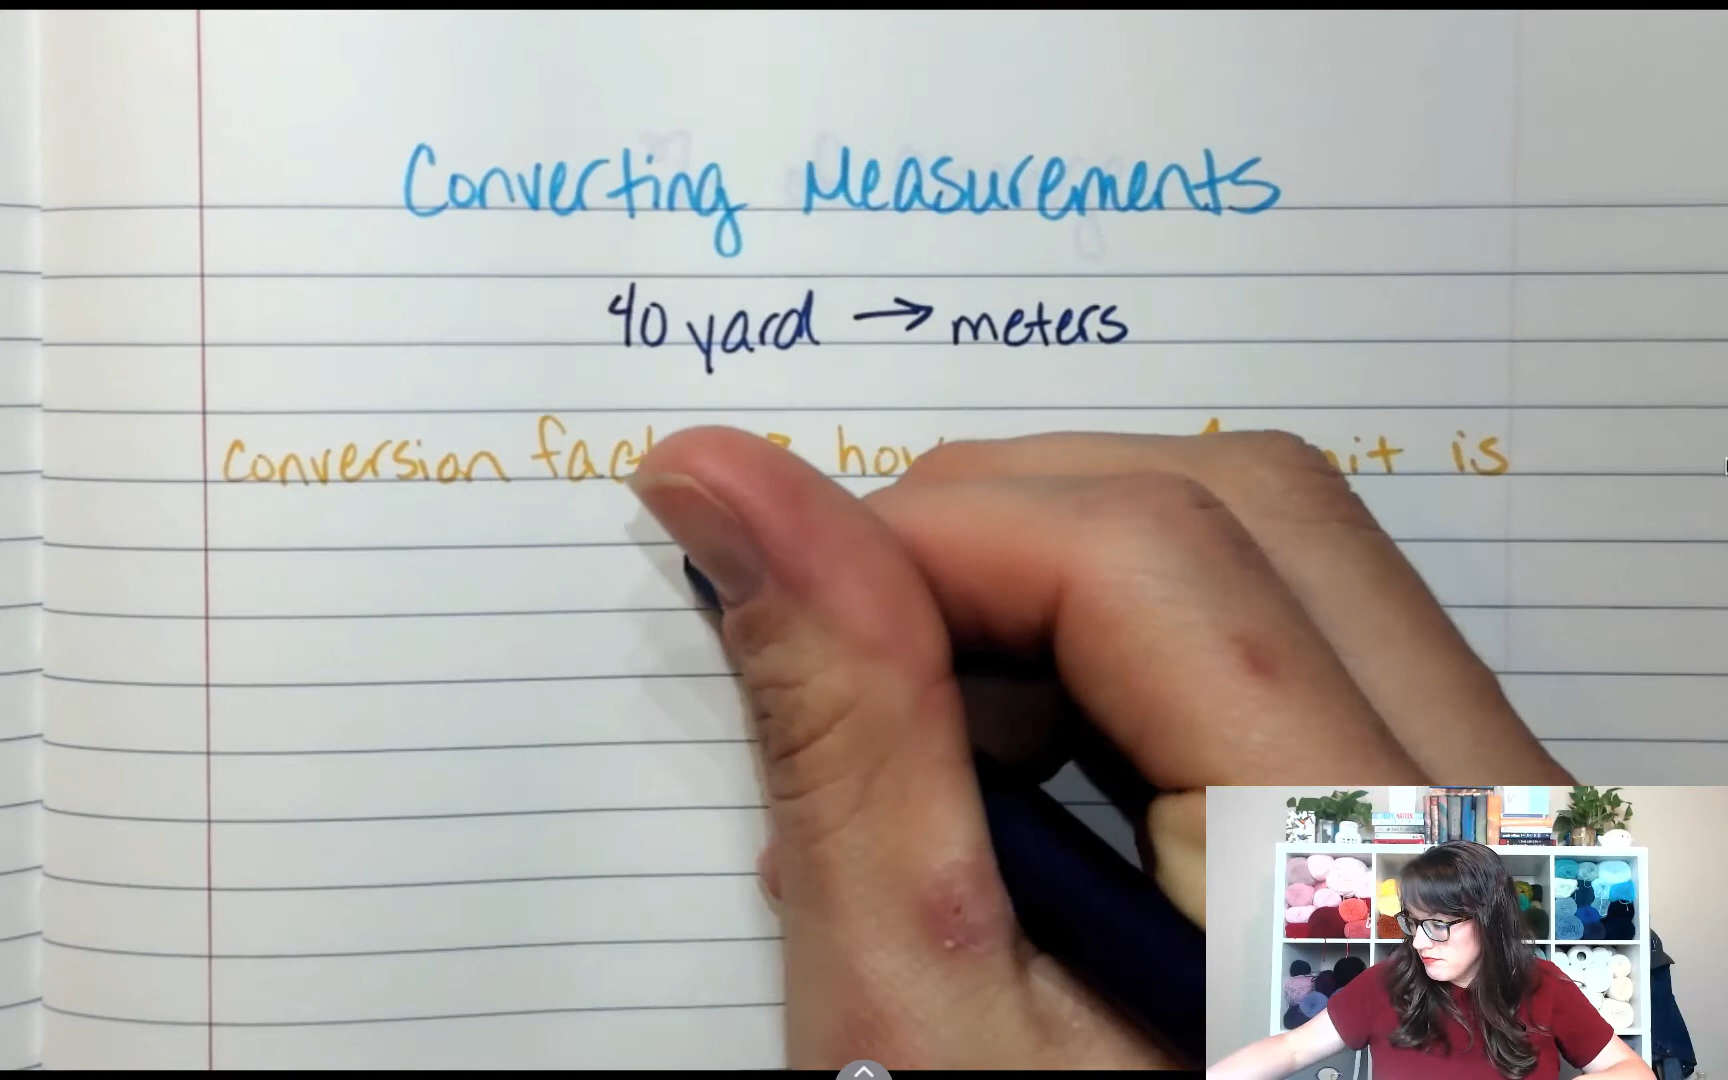 Converting Measurements
40 yard → meters
conversion is